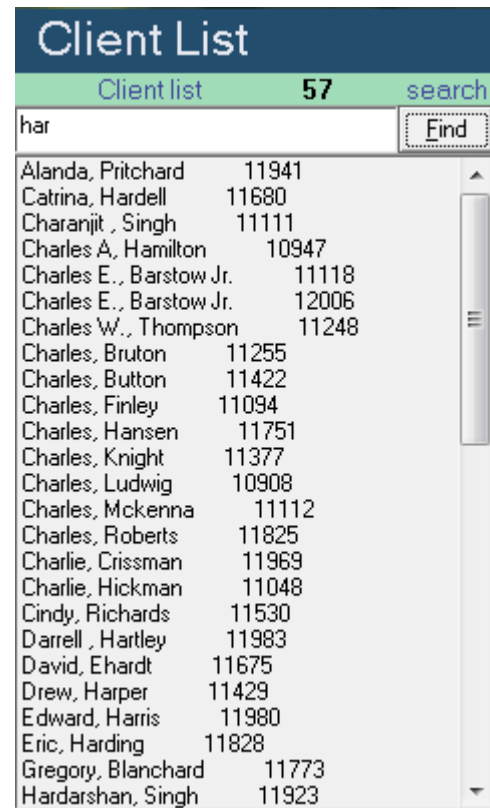 Client List
Client list 57 search
har Find
Alanda, Pritchard 11941
Catrina, Hardell 11680
Charanjit , Singh 11111
Charles A, Hamilton 10947
Charles E., Barstow Jr. 11118
Charles E., Barstow Jr. 12006
Charles W., Thompson 11248
Charles, Bruton 11255
Charles, Button 11422
Charles, Finley 11094
Charles, Hansen 11751
Charles, Knight 11377
Charles, Ludwig 10908
Charles, Mckenna 11112
Charles, Roberts 11825
Charlie, Crissman 11969
Charlie, Hickman 11048
Cindy, Richards 11530
Darrell , Hartley 11983
David, Ehardt 11675
Drew, Harper 11429
Edward, Harris 11980
Eric, Harding 11828
Gregory, Blanchard 11773
Hardarshan, Singh 11923